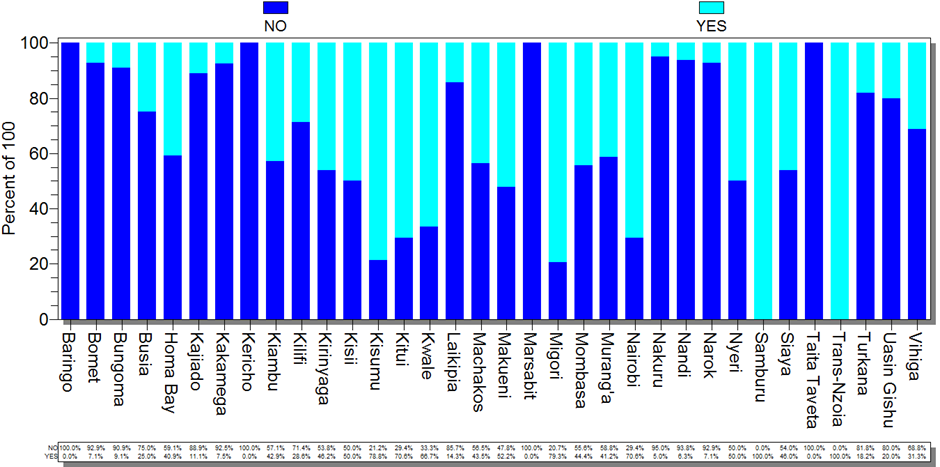 NO YES
100
80
60
40
20
0
Percent of 100
Baringo Bomet Bungoma Busia Homa Bay Kajiado Kakamega Kericho Kiambu Kilifi Kirinyaga Kisii Kisumu Kitui Kwale Laikipia Machakos Makueni Marsabit Migori Mombasa Murang'a Nairobi Nakuru Nandi Narok Nyeri Samburu Siaya Taita Taveta Trans-Nzoia Turkana Uasin Gishu Vihiga
NO 100.0% 92.9% 90.9% 75.0% 59.1% 88.9% 92.5% 100.0% 57.1% 71.4% 53.8% 50.0% 21.2% 29.4% 33.3% 85.7% 56.5% 47.8% 100.0% 20.7% 55.6% 58.8% 29.4% 95.0% 93.8% 92.9% 50.0% 0.0% 54.0% 100.0% 0.0% 81.8% 80.0% 68.8%
YES 0.0% 7.1% 9.1% 25.0% 40.9% 11.1% 7.5% 0.0% 42.9% 28.6% 46.2% 50.0% 78.8% 70.6% 66.7% 14.3% 43.5% 52.2% 0.0% 79.3% 44.4% 41.2% 70.6% 5.0% 6.3% 7.1% 50.0% 100.0% 46.0% 0.0% 100.0% 18.2% 20.0% 31.3%